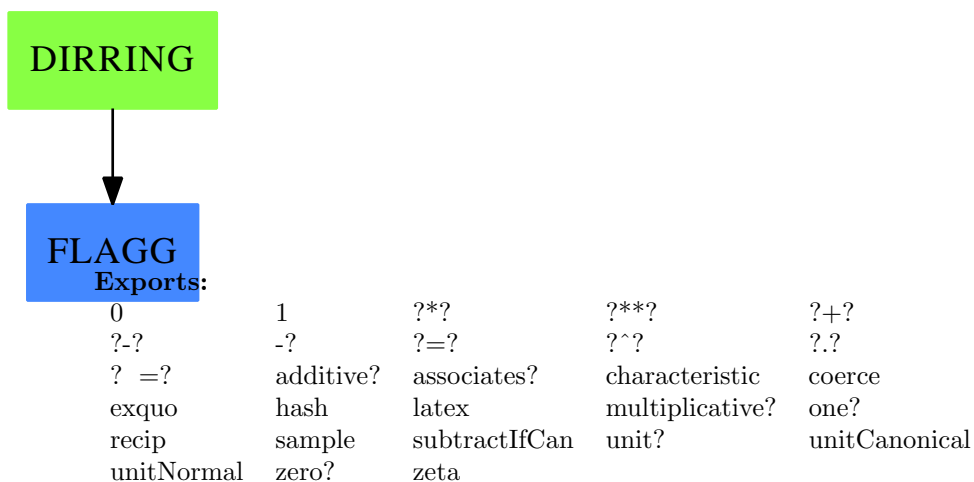 DIRRING
FLAGG
Exports:
0 1 ?*? ?**? ?+?
?-? -? ?=? ?ˆ? ?.?
? =? additive? associates? characteristic coerce
exquo hash latex multiplicative? one?
recip sample subtractIfCan unit? unitCanonical
unitNormal zero? zeta